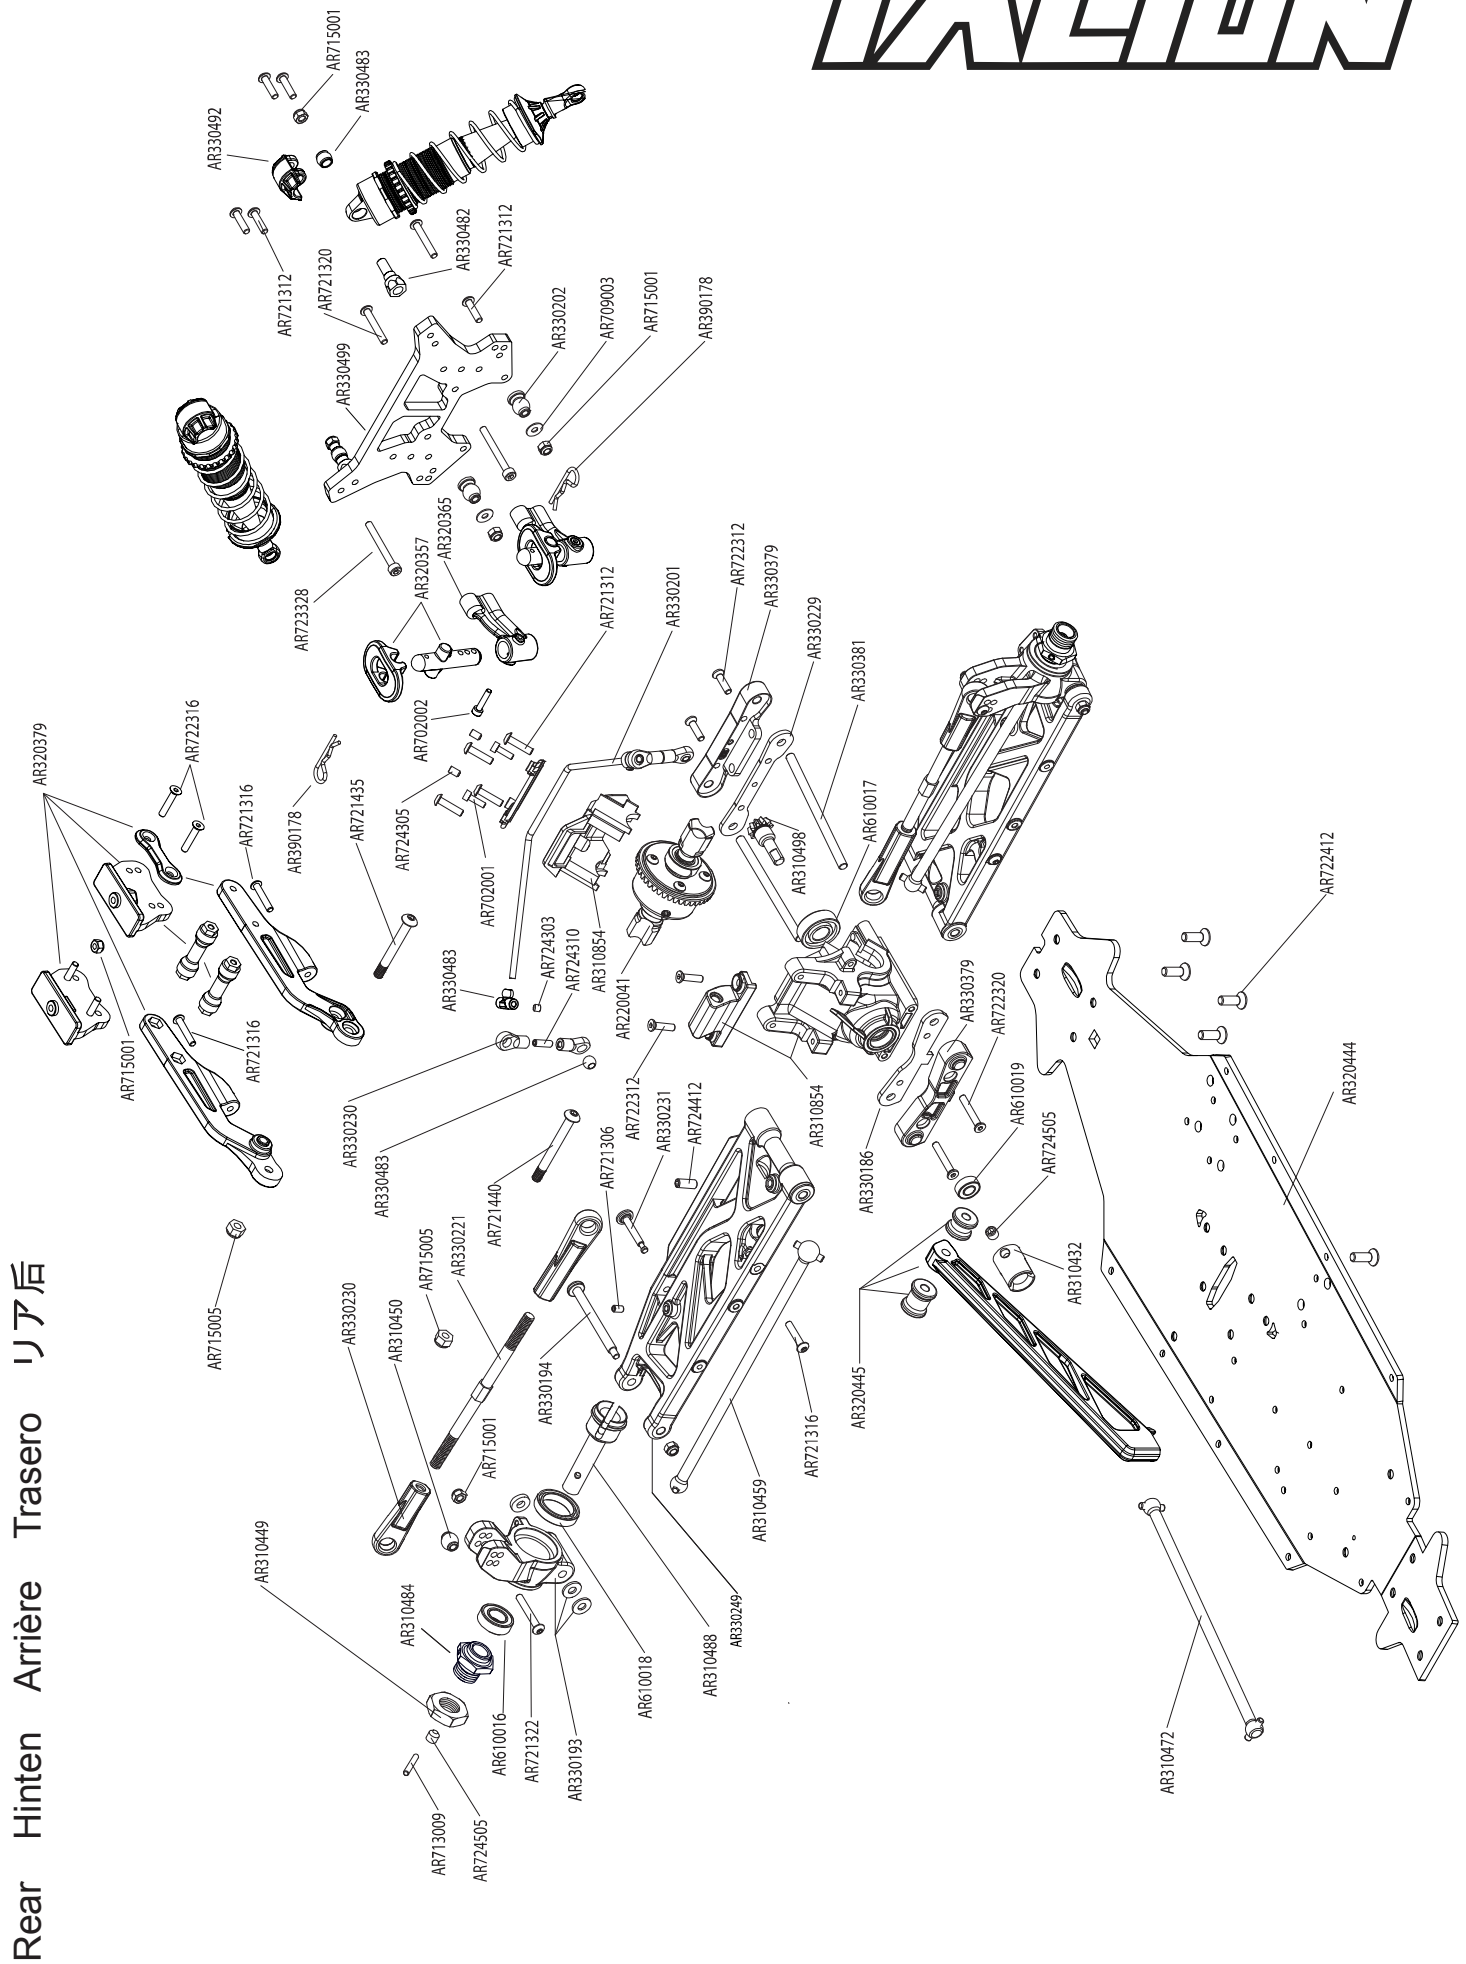 Rear Hinten Arrière Trasero リア后
TALION
AR715001
AR330483
AR330492
AR330482
AR721312
AR721312
AR721320
AR330499
AR330202
AR709003
AR715001
AR390178
AR320365
AR320357
AR723328
AR721312
AR330201
AR722312
AR330379
AR330229
AR330381
AR702002
AR320379
AR722316
AR721316
AR390178
AR721435
AR724305
AR702001
AR310498
AR610017
AR722412
AR330483
AR724303
AR724310
AR310854
AR220041
AR715001
AR721316
AR330379
AR722320
AR610019
AR724505
AR320444
AR330230
AR330483
AR722312
AR330231
AR724412
AR310854
AR330186
AR721306
AR721440
AR715005
AR330221
AR715005
AR310432
AR330230
AR310450
AR330194
AR320445
AR715001
AR721316
AR310459
AR310449
AR310484
AR330249
AR310488
AR610018
AR610016
AR721322
AR330193
AR310472
AR713009
AR724505